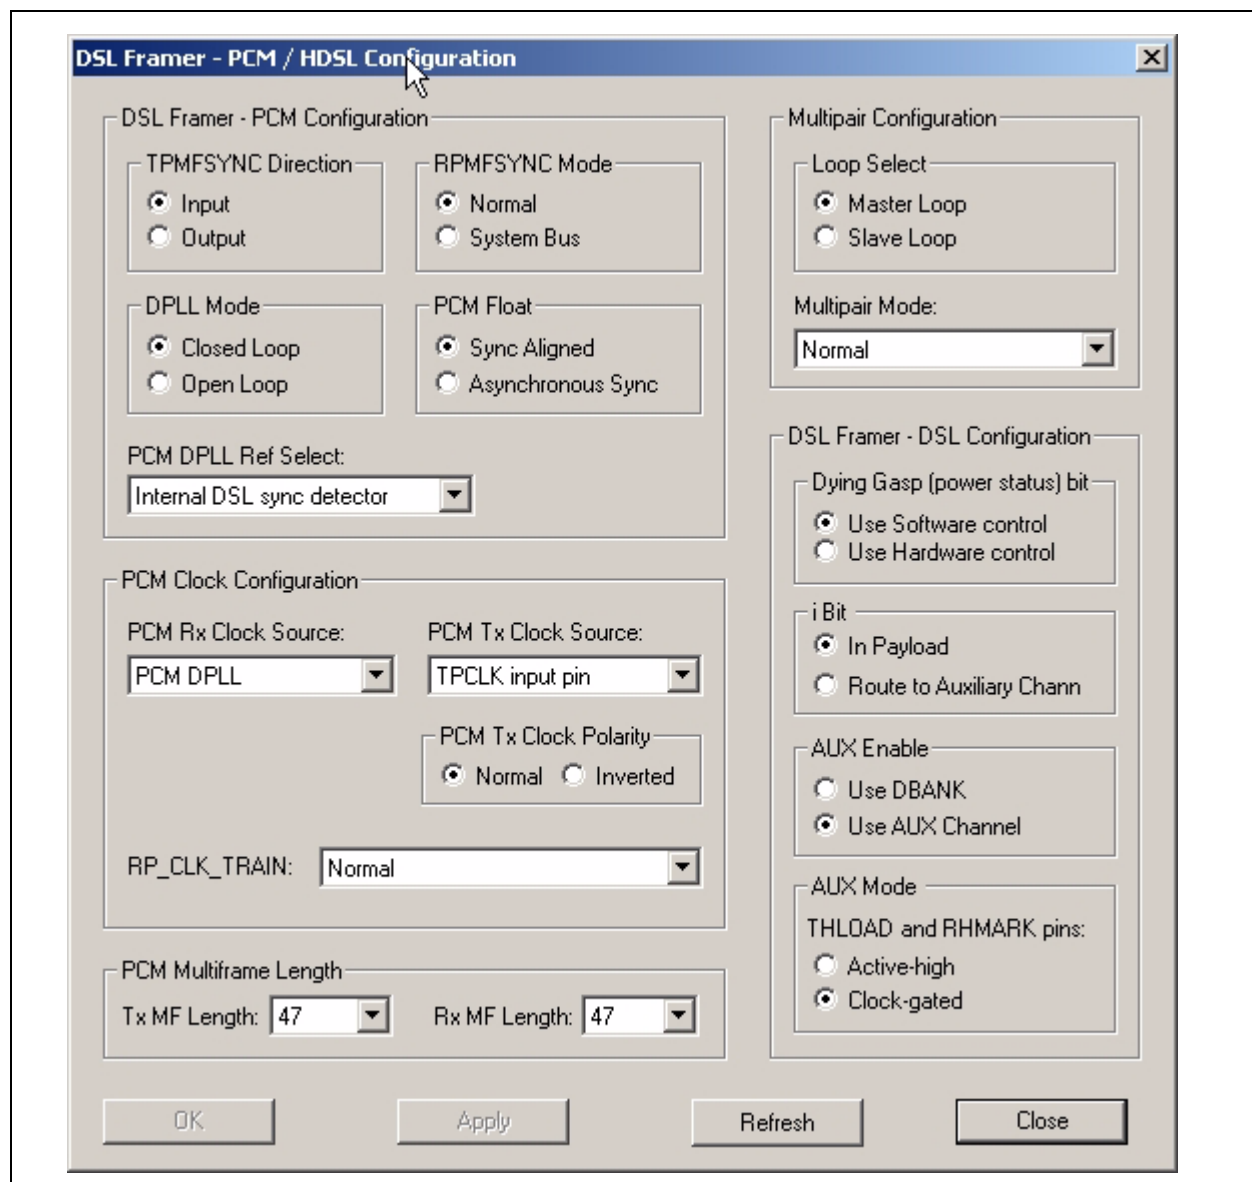 DSL Framer - PCM / HDSL Configuration
DSL Framer - PCM Configuration
TPMFSYNC Direction
Input
Output
RPMFSYNC Mode
Normal
System Bus
DPLL Mode
Closed Loop
Open Loop
PCM Float
Sync Aligned
Asynchronous Sync
PCM DPLL Ref Select:
Internal DSL sync detector
PCM Clock Configuration
PCM Rx Clock Source:
PCM DPLL
PCM Tx Clock Source:
TPCLK input pin
PCM Tx Clock Polarity
Normal
Inverted
RP_CLK_TRAIN:
Normal
PCM Multiframe Length
Tx MF Length:
47
Rx MF Length:
47
Multipair Configuration
Loop Select
Master Loop
Slave Loop
Multipair Mode:
Normal
DSL Framer - DSL Configuration
Dying Gasp (power status) bit
Use Software control
Use Hardware control
i Bit
In Payload
Route to Auxiliary Chann
AUX Enable
Use DBANK
Use AUX Channel
AUX Mode
THLOAD and RHMARK pins:
Active-high
Clock-gated
OK
Apply
Refresh
Close